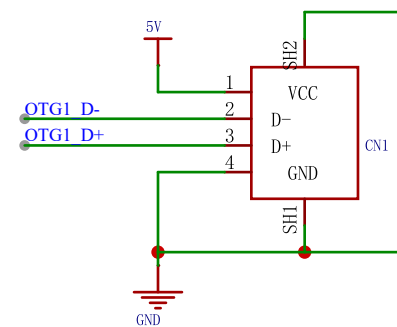 5V
SH2
1
VCC
OTG1_D-
2
D-
OTG1_D+
3
D+
CN1
4
GND
SH1
GND